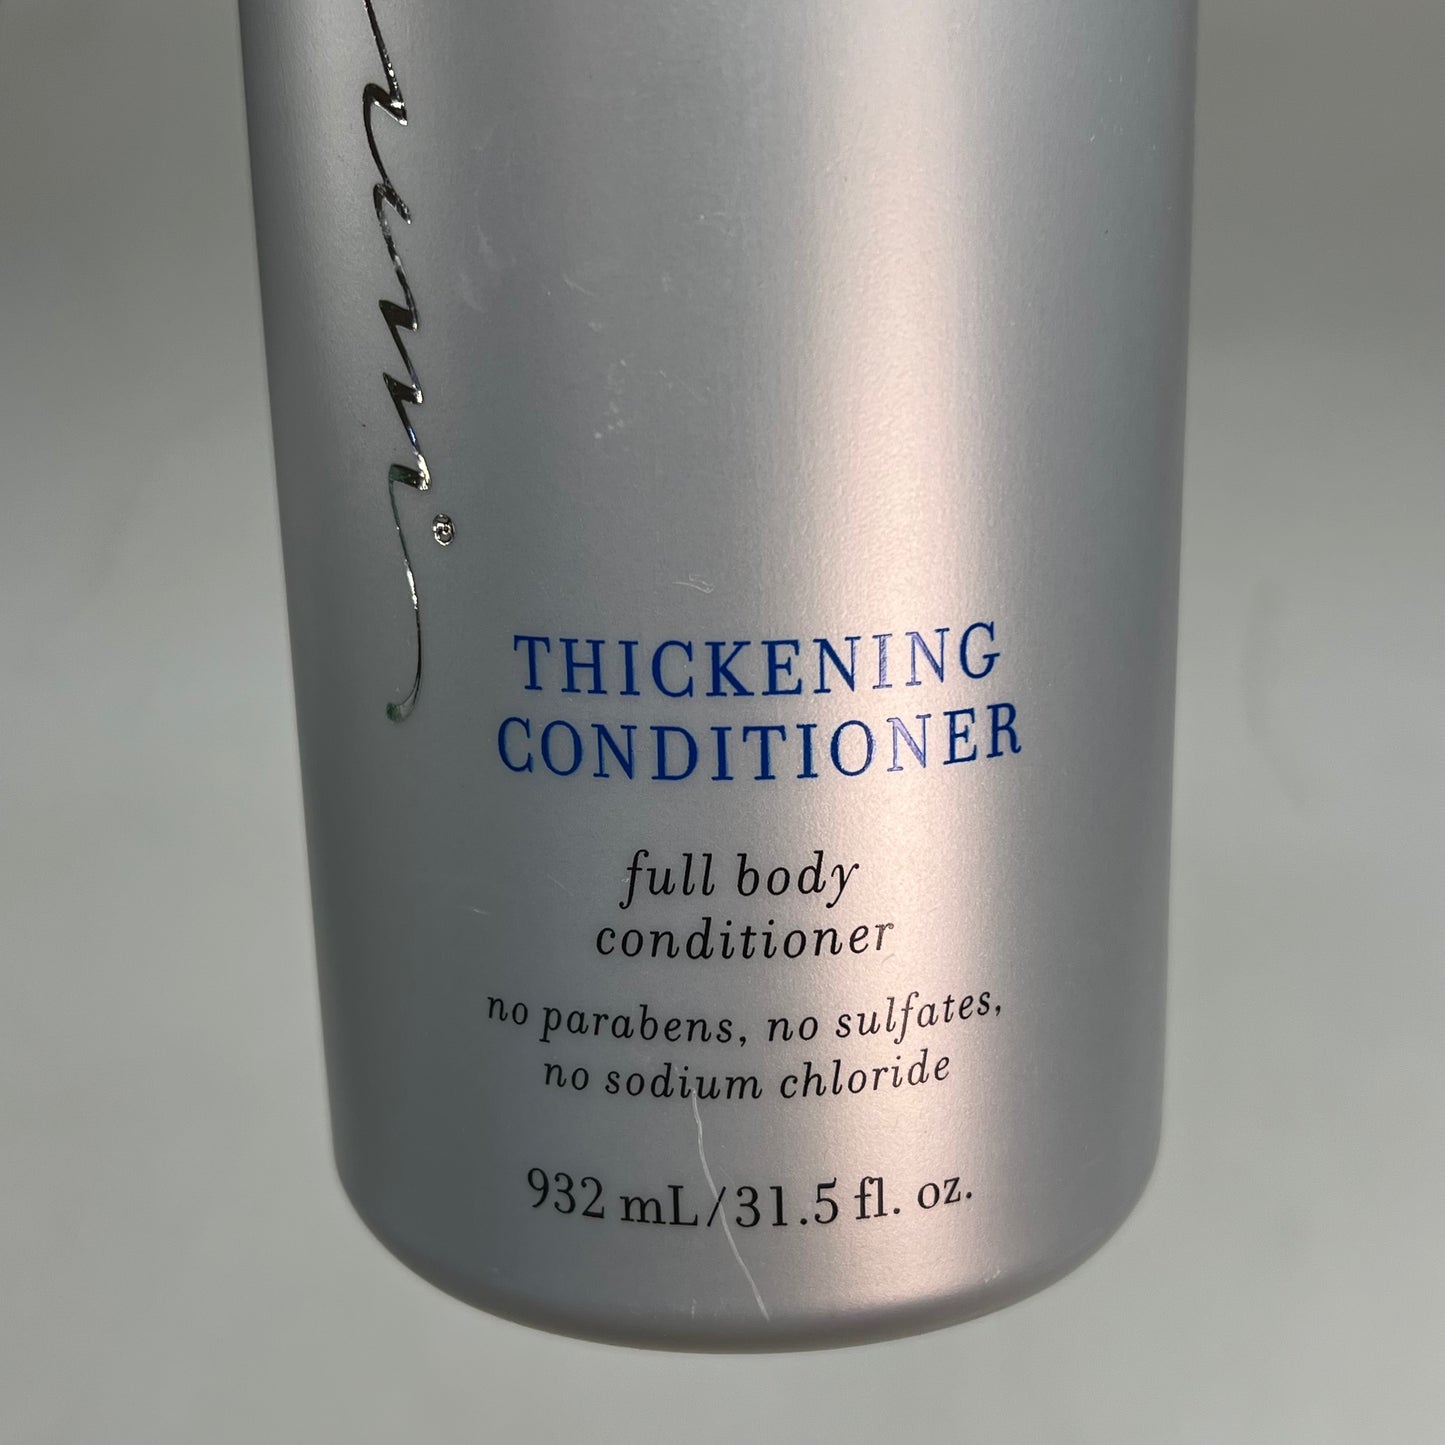 ®
THICKENING
CONDITIONER
full body
conditioner
no parabens, no sulfates,
no sodium chloride
932 mL/31.5 fl. oz.